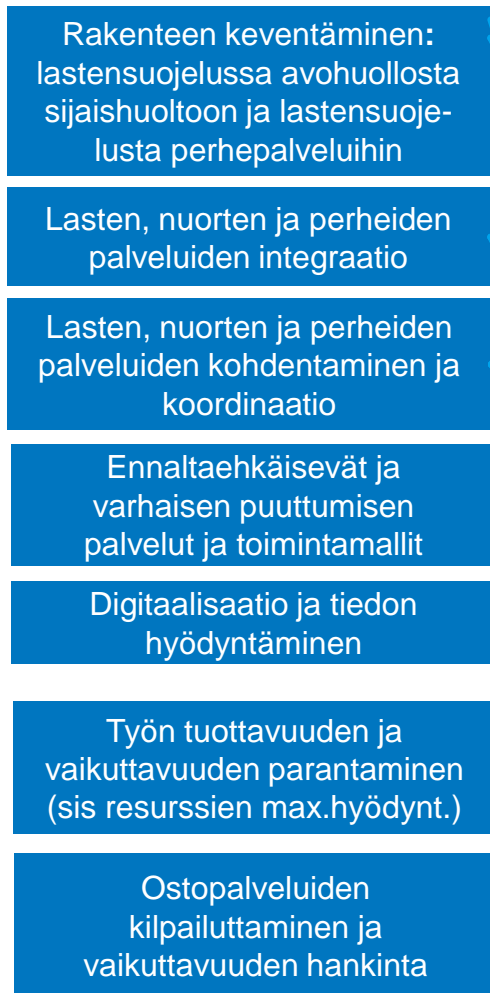 Rakenteen keventäminen:
lastensuojelussa avohuollosta
sijaishuoltoon ja lastensuoje-
lusta perhepalveluihin
Lasten, nuorten ja perheiden
palveluiden integraatio
Lasten, nuorten ja perheiden
palveluiden kohdentaminen ja
koordinaatio
Ennaltaehkäisevät ja
varhaisen puuttumisen
palvelut ja toimintamallit
Digitaalisaatio ja tiedon
hyödyntäminen
Työn tuottavuuden ja
vaikuttavuuden parantaminen
(sis resurssien max.hyödynt.)
Ostopalveluiden
kilpailuttaminen ja
vaikuttavuuden hankinta